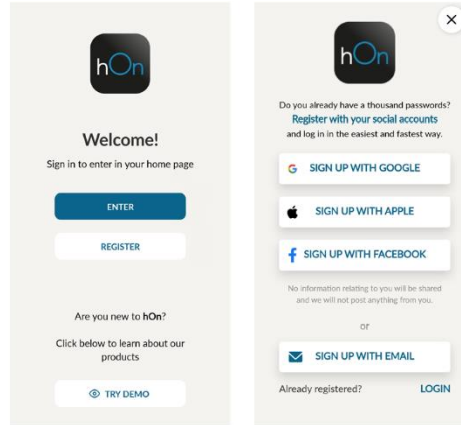 hOn
Welcome!
Sign in to enter in your home page
ENTER
REGISTER
Are you new to hOn?
Click below to learn about our
products
TRY DEMO
hOn
Do you already have a thousand passwords?
Register with your social accounts
and log in in the easiest and fastest way.
SIGN UP WITH GOOGLE
SIGN UP WITH APPLE
SIGN UP WITH FACEBOOK
No information relating to you will be shared
and we will not post anything from you.
or
SIGN UP WITH EMAIL
Already registered? LOGIN